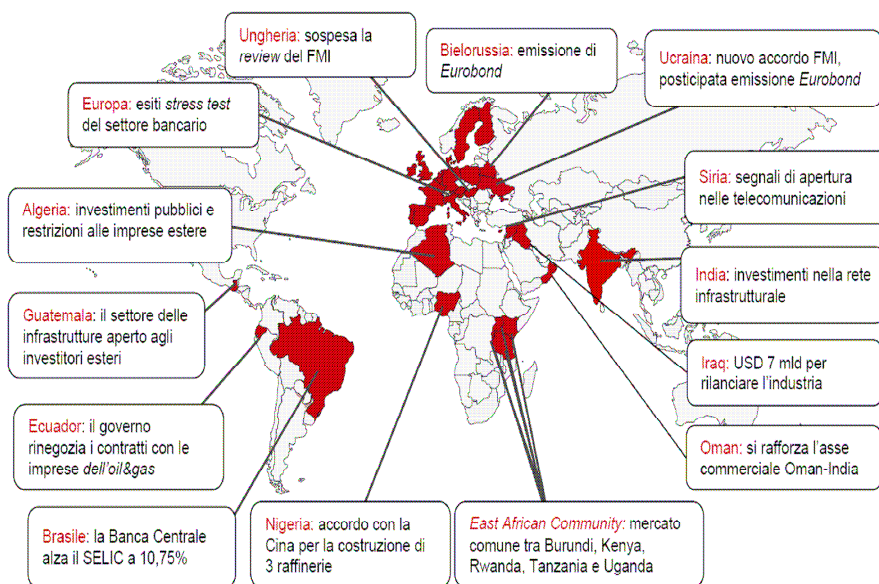 Ungheria: sospesa la
review del FMI
Bielorussia: emissione di
Eurobond
Ucraina: nuovo accordo FMI,
posticipata emissione Eurobond
Europa: esiti stress test
del settore bancario
Siria: segnali di apertura
nelle telecomunicazioni
Algeria: investimenti pubblici e
restrizioni alle imprese estere
India: investimenti nella rete
infrastrutturale
Guatemala: il settore delle
infrastrutture aperto agli
investitori esteri
Iraq: USD 7 mld per
rilanciare l'industria
Ecuador: il governo
rinegozia i contratti con le
imprese dell'oil&gas
Oman: si rafforza l'asse
commerciale Oman-India
Brasile: la Banca Centrale
alza il SELIC a 10,75%
Nigeria: accordo con la
Cina per la costruzione di
3 raffinerie
East African Community: mercato
comune tra Burundi, Kenya,
Rwanda, Tanzania e Uganda